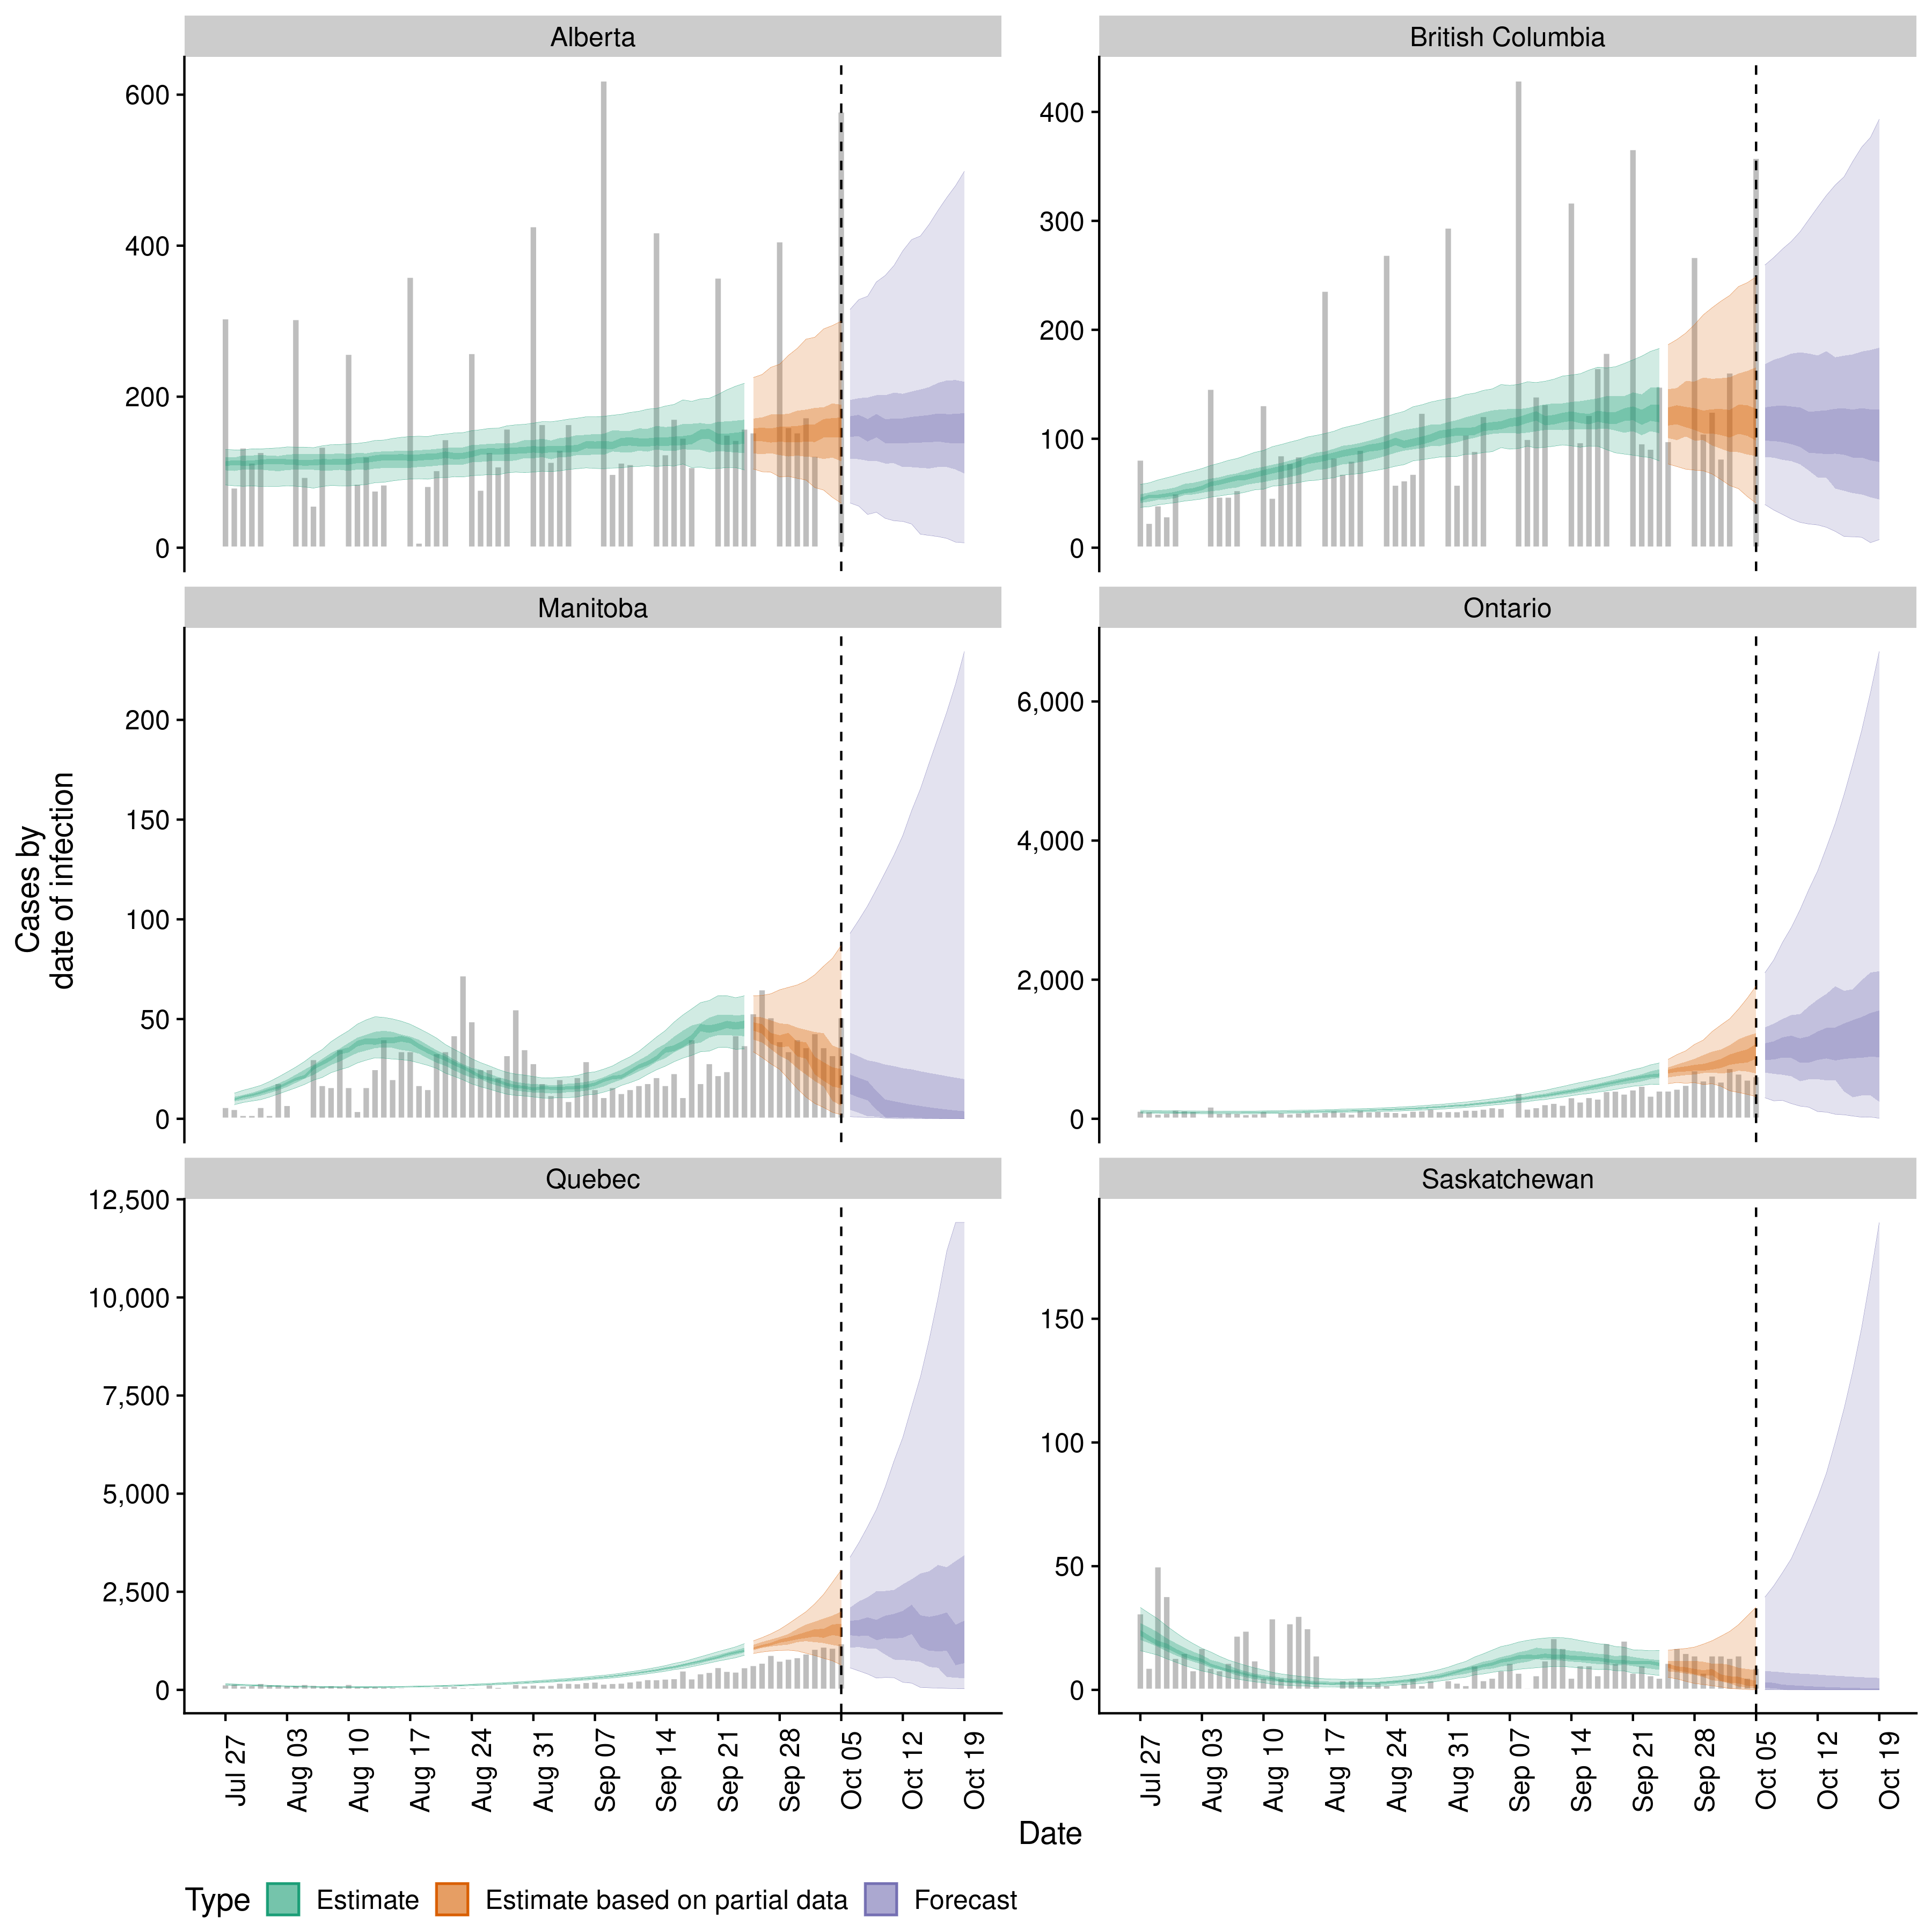 Alberta
British Columbia
600
400
200
0
400
300
200
100
0
Manitoba
Ontario
200
150
100
50
0
6,000
4,000
2,000
0
Cases by
date of infection
Quebec
Saskatchewan
12,500
10,000
7,500
5,000
2,500
0
150
100
50
0
Jul 27
Aug 03
Aug 10
Aug 17
Aug 24
Aug 31
Sep 07
Sep 14
Sep 21
Sep 28
Oct 05
Oct 12
Oct 19
Jul 27
Aug 03
Aug 10
Aug 17
Aug 24
Aug 31
Sep 07
Sep 14
Sep 21
Sep 28
Oct 05
Oct 12
Oct 19
Date
Type Estimate Estimate based on partial data Forecast